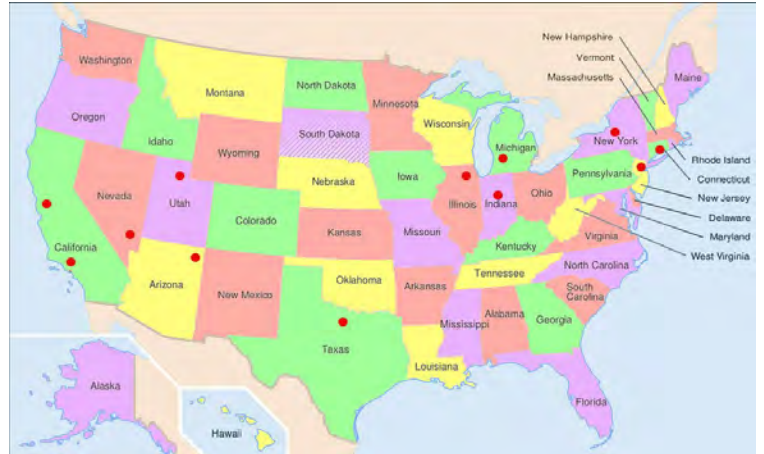 New Hampshire
Vermont
Massachusetts
Washington
Montana
North Dakota
Minnesota
Maine
Oregon
Idaho
South Dakota
Wisconsin
Michigan
New York
Wyoming
Rhode Island
Connecticut
Nebraska
Iowa
Pennsylvania
New Jersey
Nevada
Utah
Colorado
Illinois
Indiana
Ohio
Delaware
Maryland
West Virginia
California
Kansas
Missouri
Kentucky
Virginia
Arizona
New Mexico
Oklahoma
Arkansas
Tennessee
North Carolina
South
Carolina
Mississippi
Alabama
Georgia
Texas
Louisiana
Alaska
Hawaii
Florida